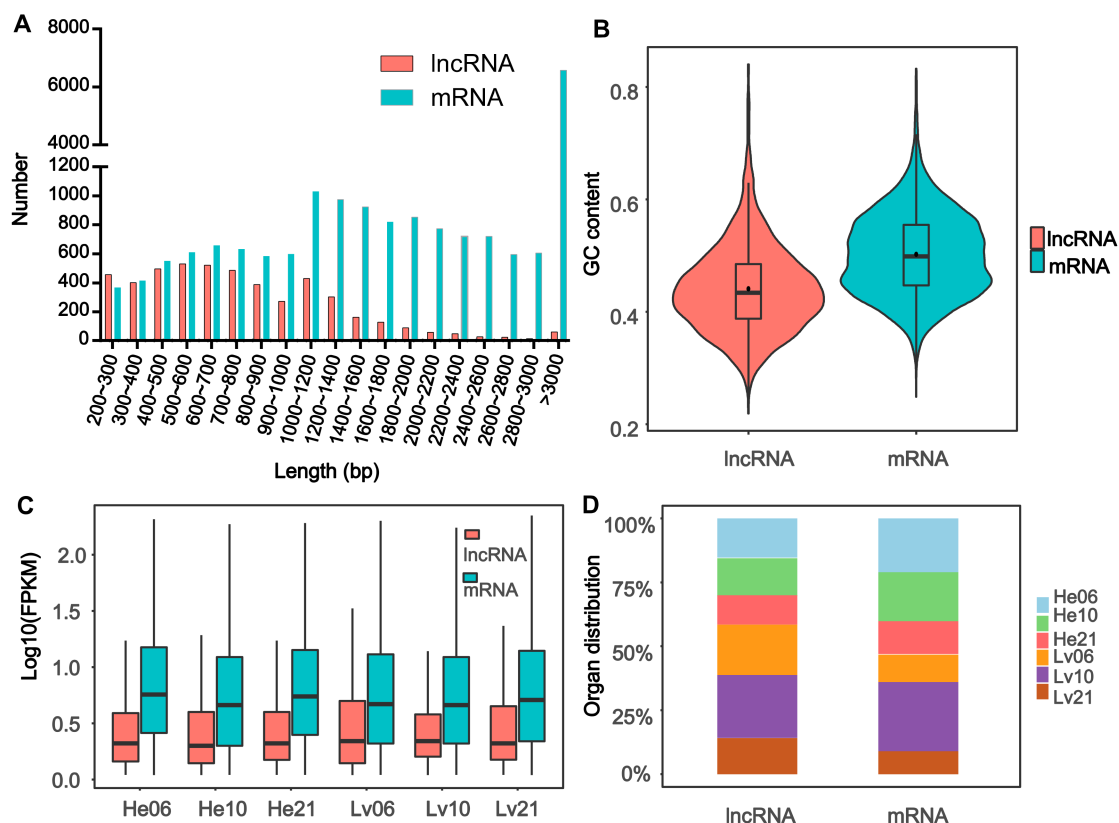 A
8000
6000
4000
1200
1000
800
600
400
200
0
Number
lncRNA
mRNA
200~300
300~400
400~500
500~600
600~700
700~800
800~900
900~1000
1000~1200
1200~1400
1400~1600
1600~1800
1800~2000
2000~2200
2200~2400
2400~2600
2600~2800
2800~3000
>3000
Length (bp)
B
0.8
0.6
0.4
0.2
GC content
lncRNA
mRNA
lncRNA
mRNA
C
2.0
1.5
1.0
0.5
0.0
Log10(FPKM)
lncRNA
mRNA
He06
He10
He21
Lv06
Lv10
Lv21
D
100%
75%
50%
25%
0%
Organ distribution
lncRNA
mRNA
He06
He10
He21
Lv06
Lv10
Lv21